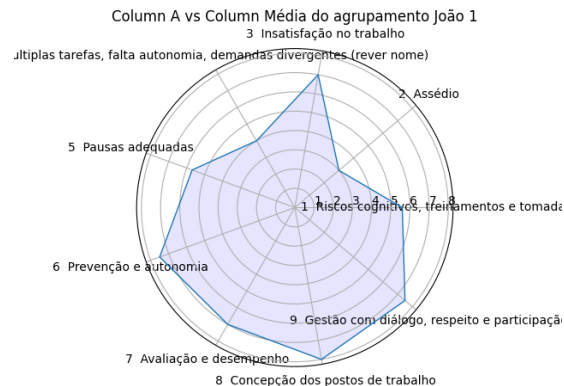 Column A vs Column Média do agrupamento João 1
3 Insatisfação no trabalho
tarefas, falta autonomia, demandas divergentes (rever nome)
2 Assédio
5 Pausas adequadas
1 2 3 4 5 6 7 8
1 Riscos cognitivos, treinamentos e tomada
6 Prevenção e autonomia
9 Gestão com diálogo, respeito e participação
7 Avaliação e desempenho
8 Concepção dos postos de trabalho